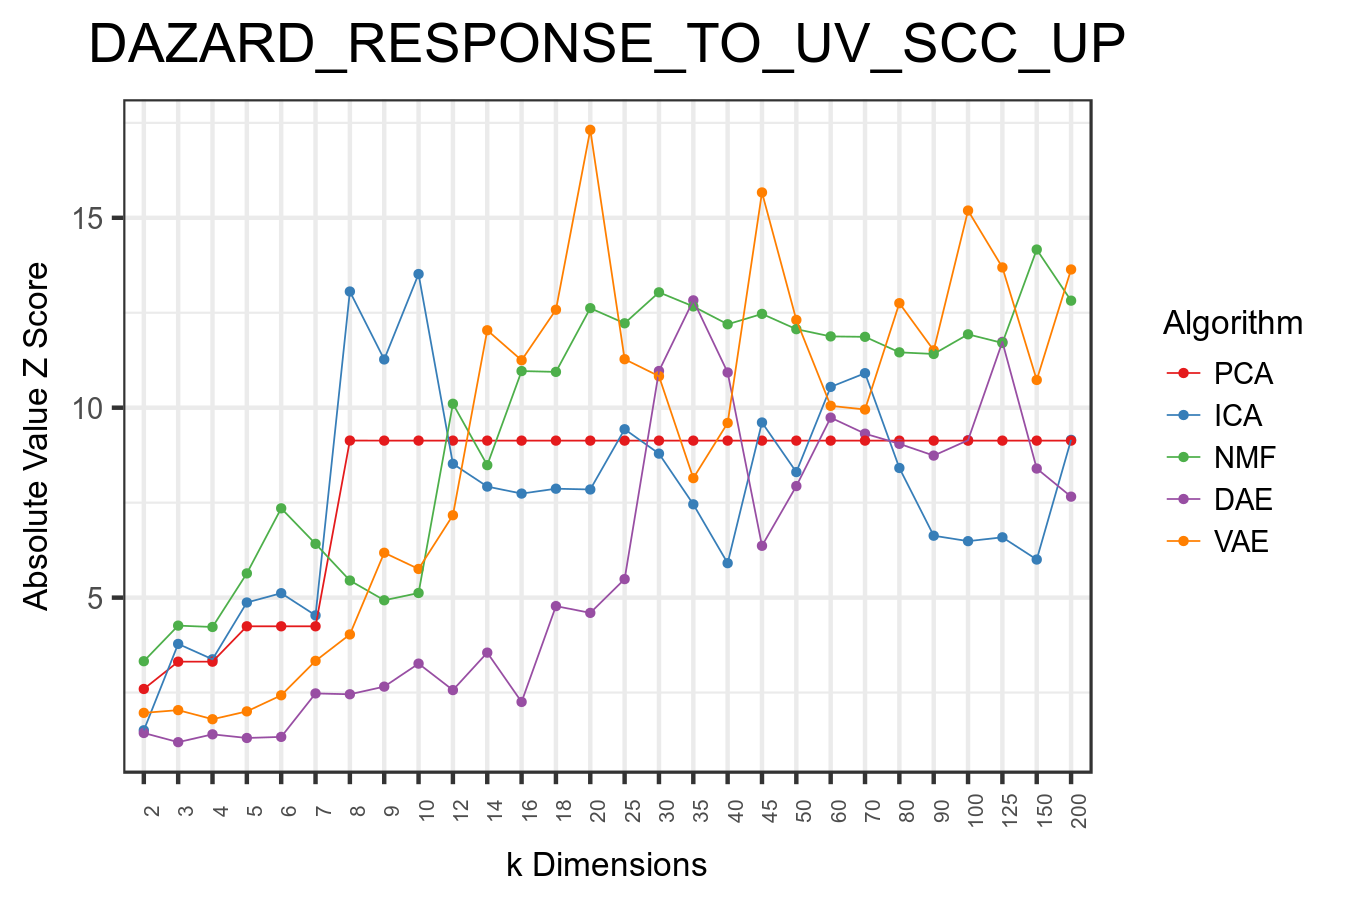 DAZARD_RESPONSE_TO_UV_SCC_UP
Absolute Value Z Score
15
10
5
2 3 4 5 6 7 8 9 10 12 14 16 18 20 25 30 35 40 45 50 60 70 80 90 100 125 150 200
k Dimensions
Algorithm
PCA
ICA
NMF
DAE
VAE